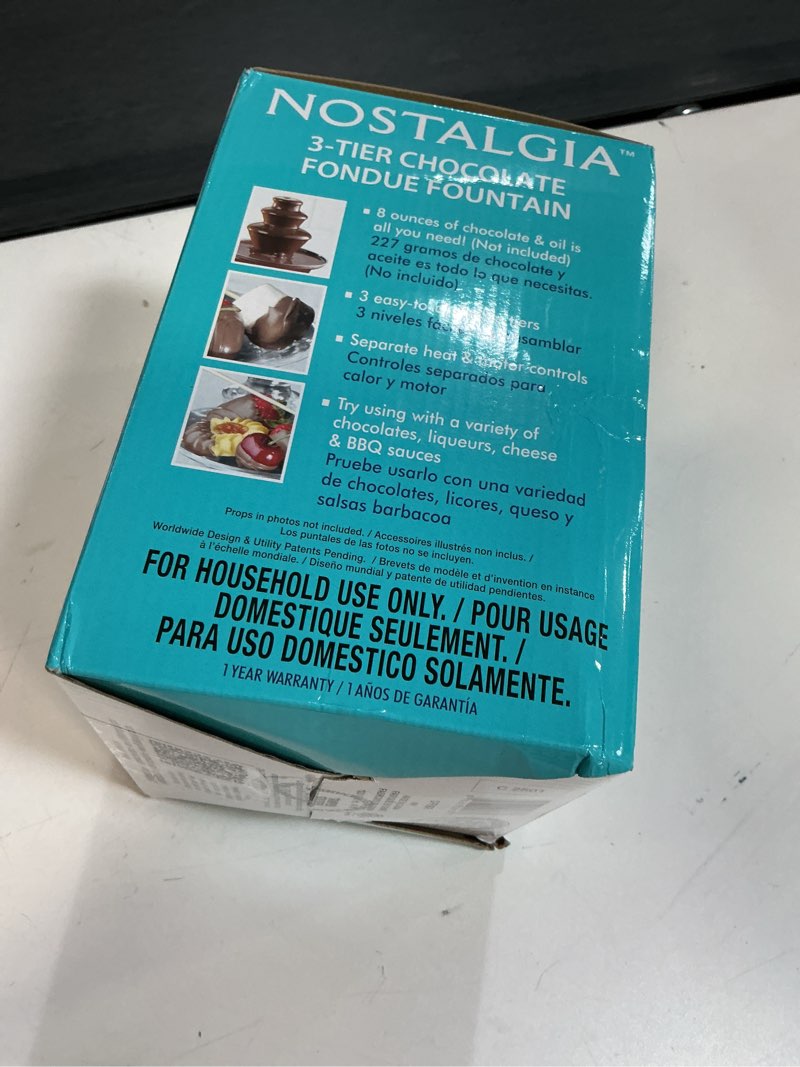 NOSTALGIA™
3-TIER CHOCOLATE
FONDUE FOUNTAIN
▪ 8 ounces of chocolate & oil is
all you need! (Not included)
227 gramos de chocolate y
aceite es todo lo que necesitas.
(No incluido)
▪ 3 easy-to
3 niveles
▪ Separate heat & motor controls
Controles separados para
calor y motor
▪ Try using with a variety of
chocolates, liqueurs, cheese
& BBQ sauces
Pruebe usarlo con una variedad
de chocolates, licores, queso y
salsas barbacoa
Props in photos not included. / Accessoires illustrés non inclus. /
Los puntales de las fotos no se incluyen.
Worldwide Design & Utility Patents Pending. / Brevets de modèle et d'invention en instance
à l'échelle mondiale. / Diseño mundial y patente de utilidad pendientes.
FOR HOUSEHOLD USE ONLY. / POUR USAGE
DOMESTIQUE SEULEMENT. /
PARA USO DOMESTICO SOLAMENTE.
1 YEAR WARRANTY / 1 AÑOS DE GARANTÍA